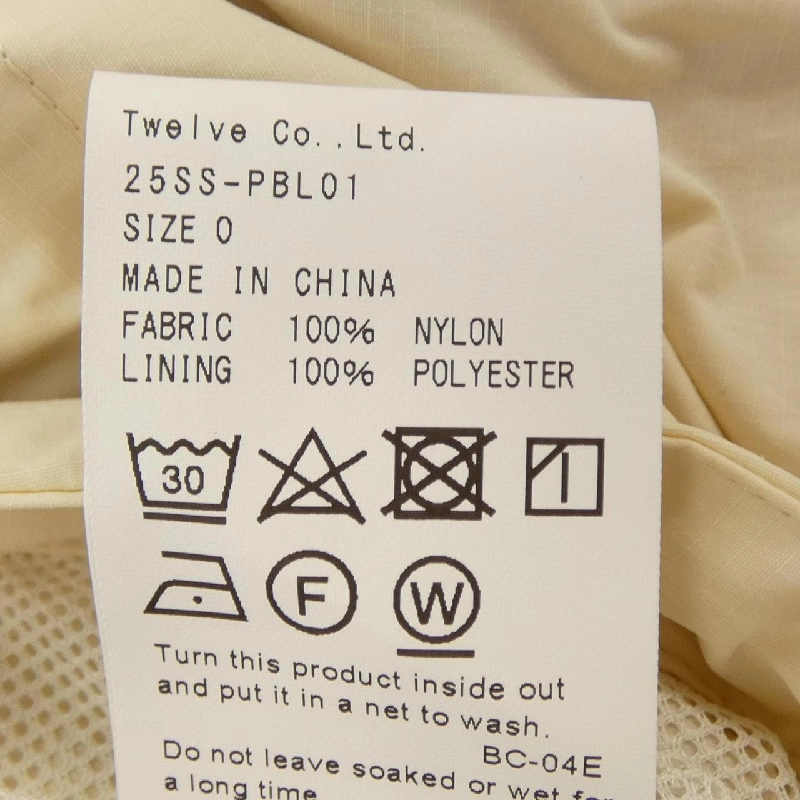 Twelve Co.,Ltd.
25SS-PBL01
SIZE 0
MADE IN CHINA
FABRIC 100% NYLON
LINING 100% POLYESTER
30
F W
Turn this product inside out
and put it in a net to wash.
BC-04E
Do not leave soaked or wet for
a long time